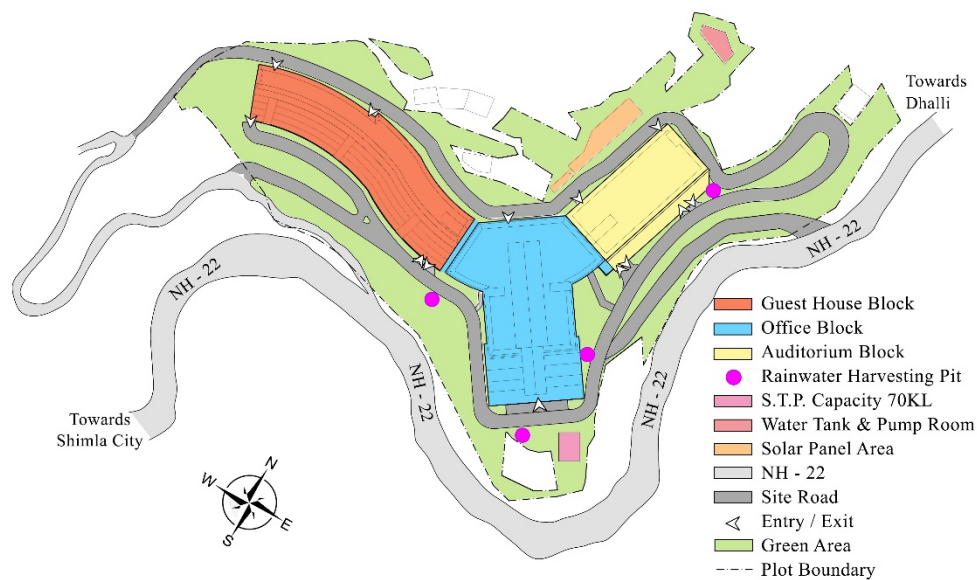 Towards
Dhalli
NH - 22
NH - 22
NH - 22
NH - 22
Towards
Shimla City
N
W
E
S
Guest House Block
Office Block
Auditorium Block
Rainwater Harvesting Pit
S.T.P. Capacity 70KL
Water Tank & Pump Room
Solar Panel Area
NH - 22
Site Road
Entry / Exit
Green Area
Plot Boundary